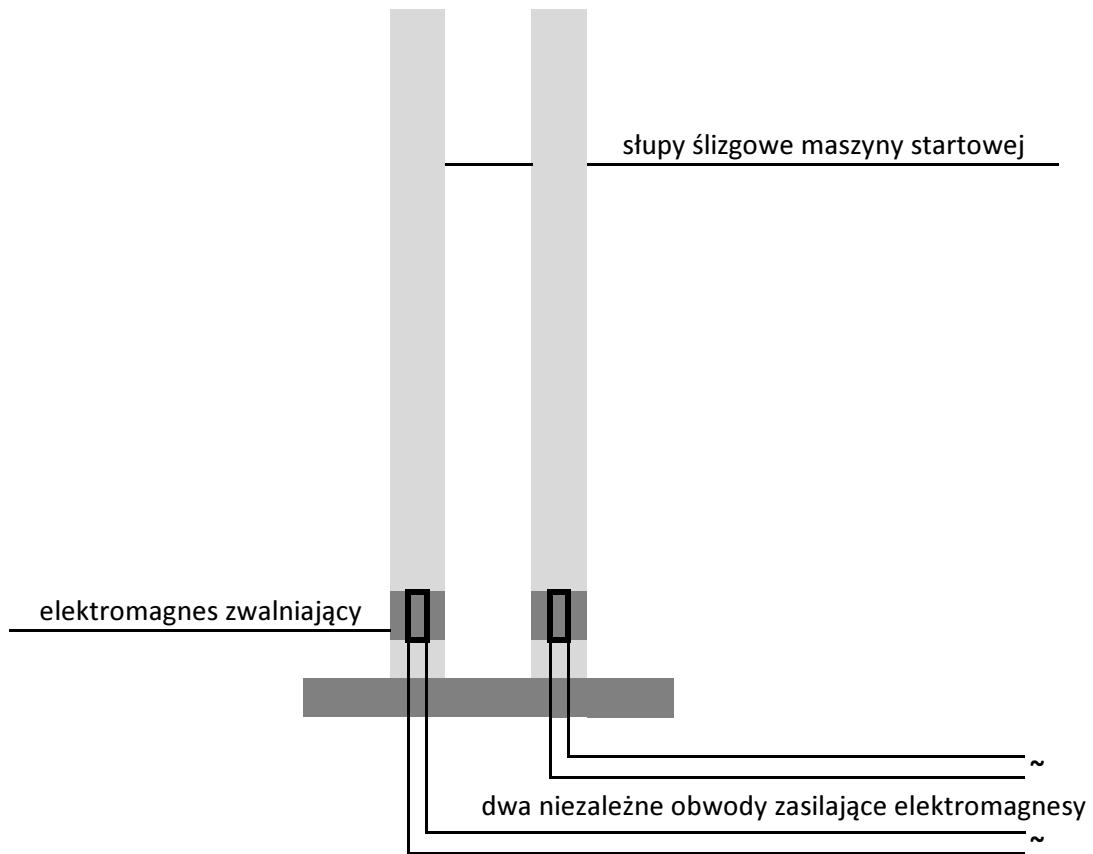 słupy ślizgowe maszyny startowej
elektromagnes zwalniający
~
dwa niezależne obwody zasilające elektromagnesy
~